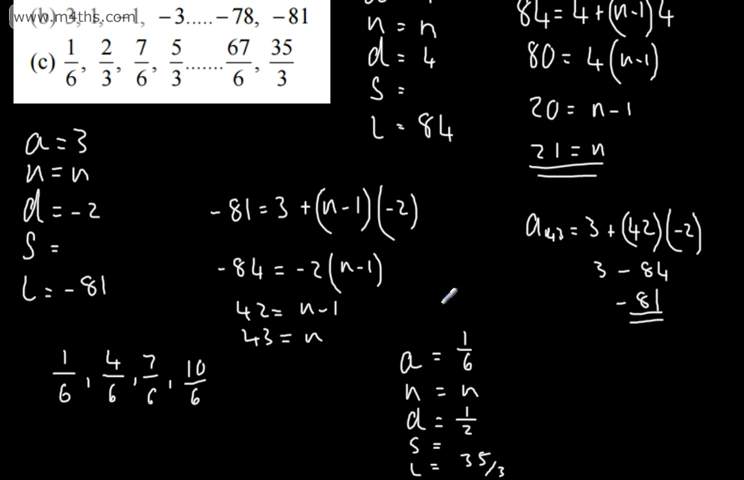 www.m4ths.com
-3.....-78, -81
(c) 1/6, 2/3, 7/6, 5/3.......67/6, 35/3
n = n
d = 4
S =
L = 84
84 = 4 + (n-1)4
80 = 4(n-1)
20 = n-1
21 = n
a = 3
n = n
d = -2
S =
L = -81
-81 = 3 + (n-1)(-2)
-84 = -2(n-1)
42 = n-1
43 = n
a43 = 3 + (42)(-2)
3 - 84
-81
1/6, 4/6, 7/6, 10/6
a = 1/6
n = n
d = 1/2
S =
L = 35/3